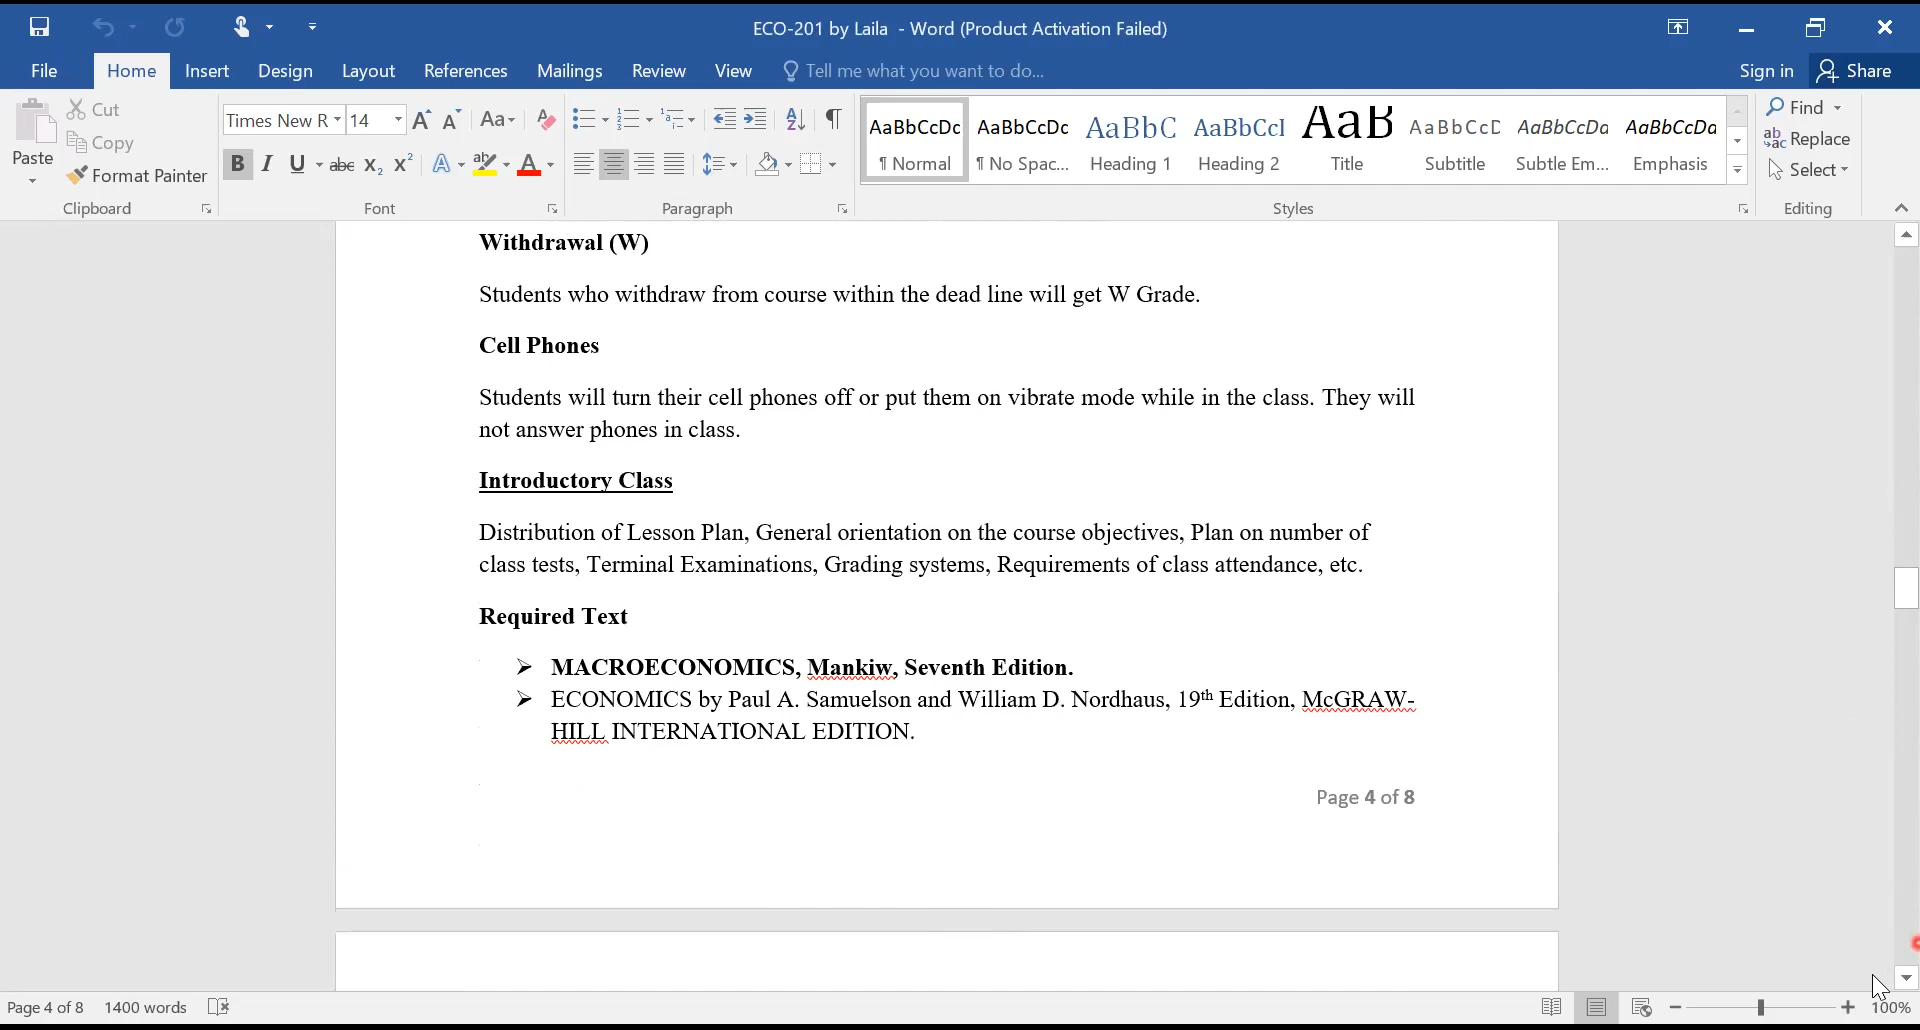 ECO-201 by Laila - Word (Product Activation Failed)
File Home Insert Design Layout References Mailings Review View Tell me what you want to do... Sign in Share
Paste Cut Copy Format Painter Clipboard
Times New R 14 Aa B I U abc X₂ X² A ab A Font
Paragraph
AaBbCcDc AaBbCcDc AaBbC AaBbCcI AaB AaBbCcD AaBbCcDa AaBbCcDa
¶ Normal ¶ No Spac... Heading 1 Heading 2 Title Subtitle Subtle Em... Emphasis
Styles
Find
Replace
Select
Editing
Withdrawal (W)
Students who withdraw from course within the dead line will get W Grade.
Cell Phones
Students will turn their cell phones off or put them on vibrate mode while in the class. They will
not answer phones in class.
Introductory Class
Distribution of Lesson Plan, General orientation on the course objectives, Plan on number of
class tests, Terminal Examinations, Grading systems, Requirements of class attendance, etc.
Required Text
➢ MACROECONOMICS, Mankiw, Seventh Edition.
➢ ECONOMICS by Paul A. Samuelson and William D. Nordhaus, 19th Edition, McGRAW-
HILL INTERNATIONAL EDITION.
Page 4 of 8
Page 4 of 8 1400 words 100%